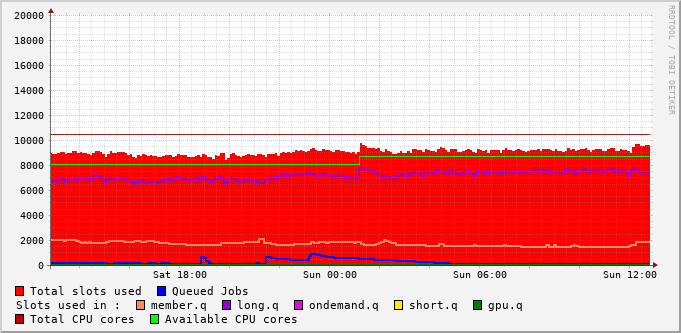 20000
18000
16000
14000
12000
10000
8000
6000
4000
2000
0
Sat 18:00 Sun 00:00 Sun 06:00 Sun 12:00
RRDTOOL / TOBI OETIKER
Total slots used Queued Jobs
Slots used in : member.q long.q ondemand.q short.q gpu.q
Total CPU cores Available CPU cores